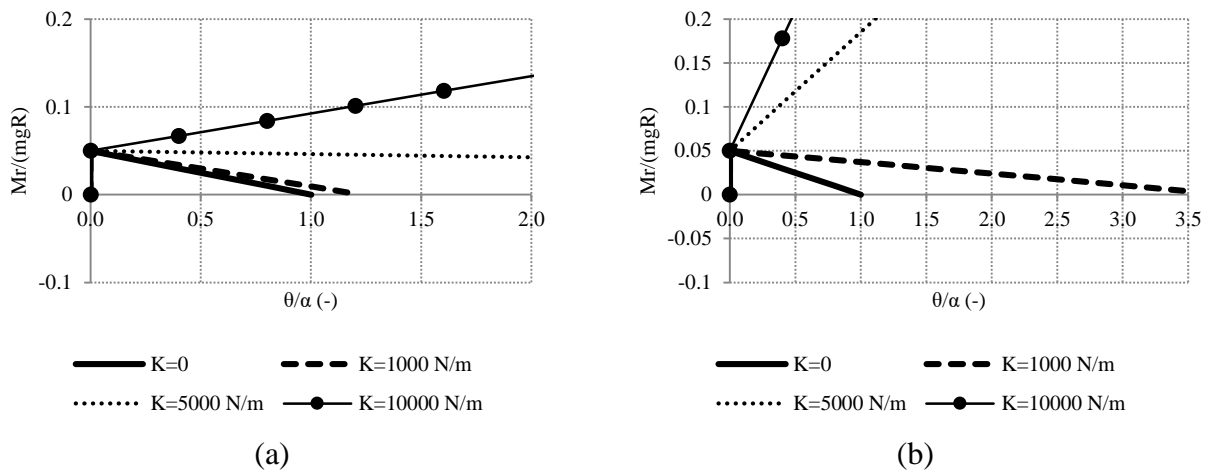 0.2
0.1
0
-0.1
Mr/(mgR)
0.0 0.5 1.0 1.5 2.0
θ/α (-)
K=0 K=1000 N/m
K=5000 N/m K=10000 N/m
(a)
0.2
0.15
0.1
0.05
0
-0.05
-0.1
Mr/(mgR)
0.0 0.5 1.0 1.5 2.0 2.5 3.0 3.5
θ/α (-)
K=0 K=1000 N/m
K=5000 N/m K=10000 N/m
(b)